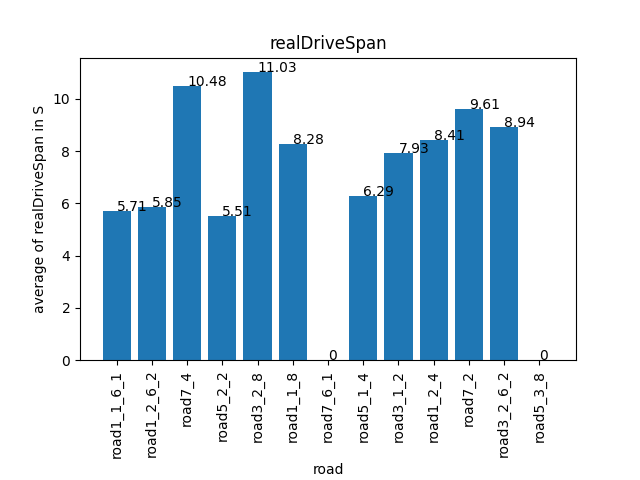 realDriveSpan
average of realDriveSpan in S
10
8
6
4
2
0
5.71
5.85
10.48
5.51
11.03
8.28
0
6.29
7.93
8.41
9.61
8.94
0
road1_1_6_1
road1_2_6_2
road7_4
road5_2_2
road3_2_8
road1_1_8
road7_6_1
road5_1_4
road3_1_2
road1_2_4
road7_2
road3_2_6_2
road5_3_8
road